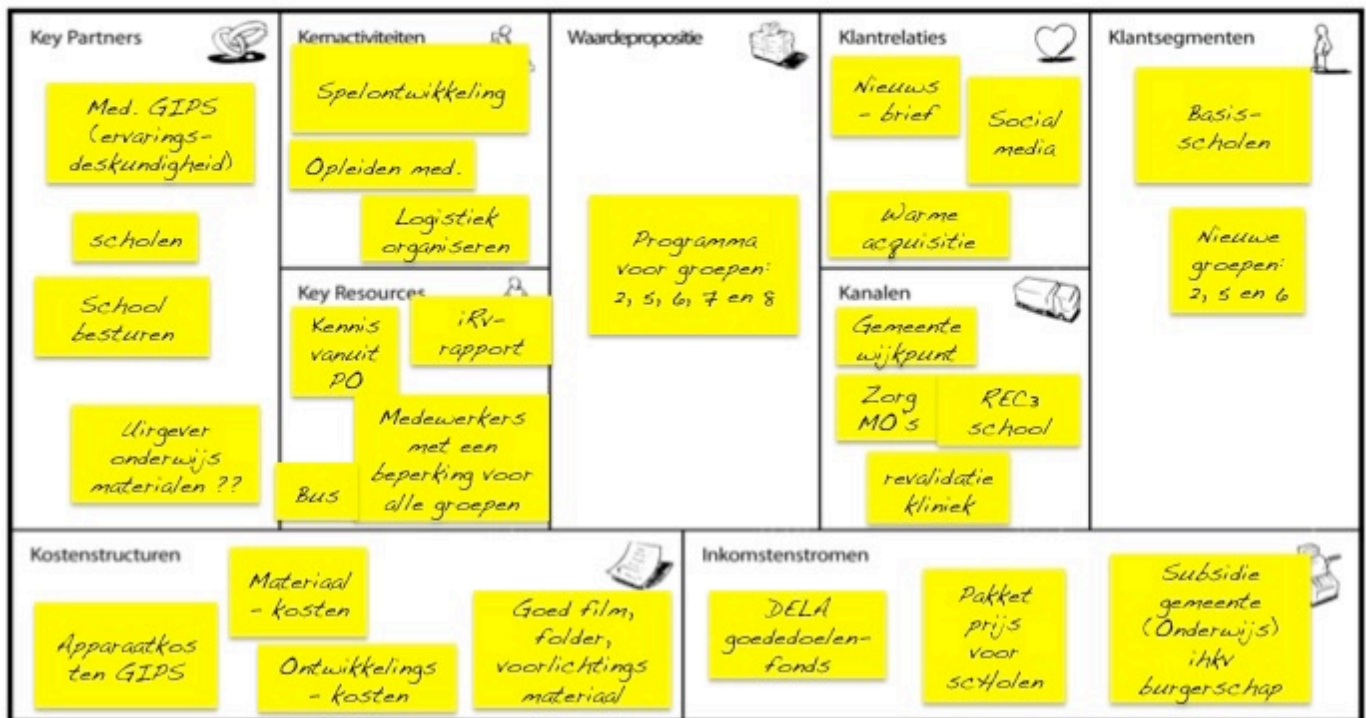 Key Partners
Med. GIPS
(ervarings-
deskundigheid)
scholen
School
besturen
Uirgever
onderwijs
materialen ??
Kernactiviteiten
Spelontwikkeling
Opleiden med.
Logistiek
organiseren
Key Resources
Kennis
vanuit
PO
iRv-
rapport
Medewerkers
met een
beperking voor
alle groepen
Bus
Waardepropositie
Programma
voor groepen:
2, 5, 6, 7 en 8
Klantrelaties
Nieuws
- brief
Social
media
Warme
acquisitie
Kanalen
Gemeente
wijkpunt
Zorg
MO's
REC3
school
revalidatie
kliniek
Klantsegmenten
Basis-
scholen
Nieuwe
groepen:
2, 5 en 6
Kostenstructuren
Apparaatkos
ten GIPS
Materiaal
- kosten
Ontwikkelings
- kosten
Goed film,
folder,
voorlichtings
materiaal
Inkomstenstromen
DELA
goededoelen-
fonds
Pakket
prijs
voor
scHolen
Subsidie
gemeente
(Onderwijs)
ihkv
burgerschap